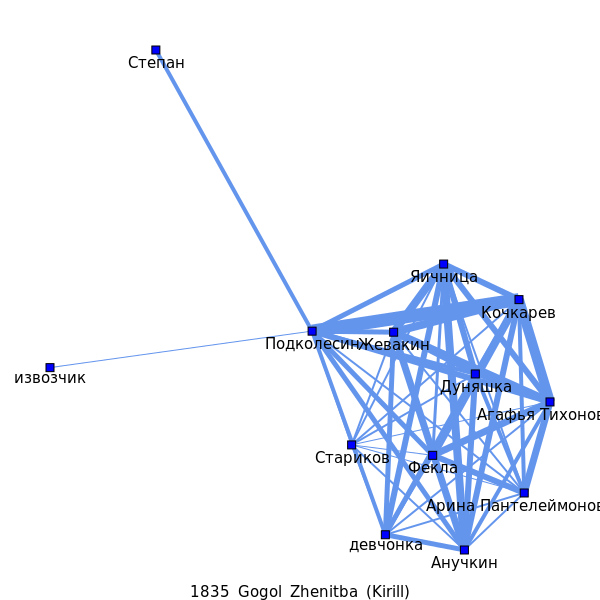 Степан
Яичница
Кочкарев
Подколесин
Жевакин
извозчик
Дуняшка
Агафья Тихонов
Стариков
Фекла
Арина Пантелеймонов
девчонка
Анучкин
1835 Gogol Zhenitba (Kirill)